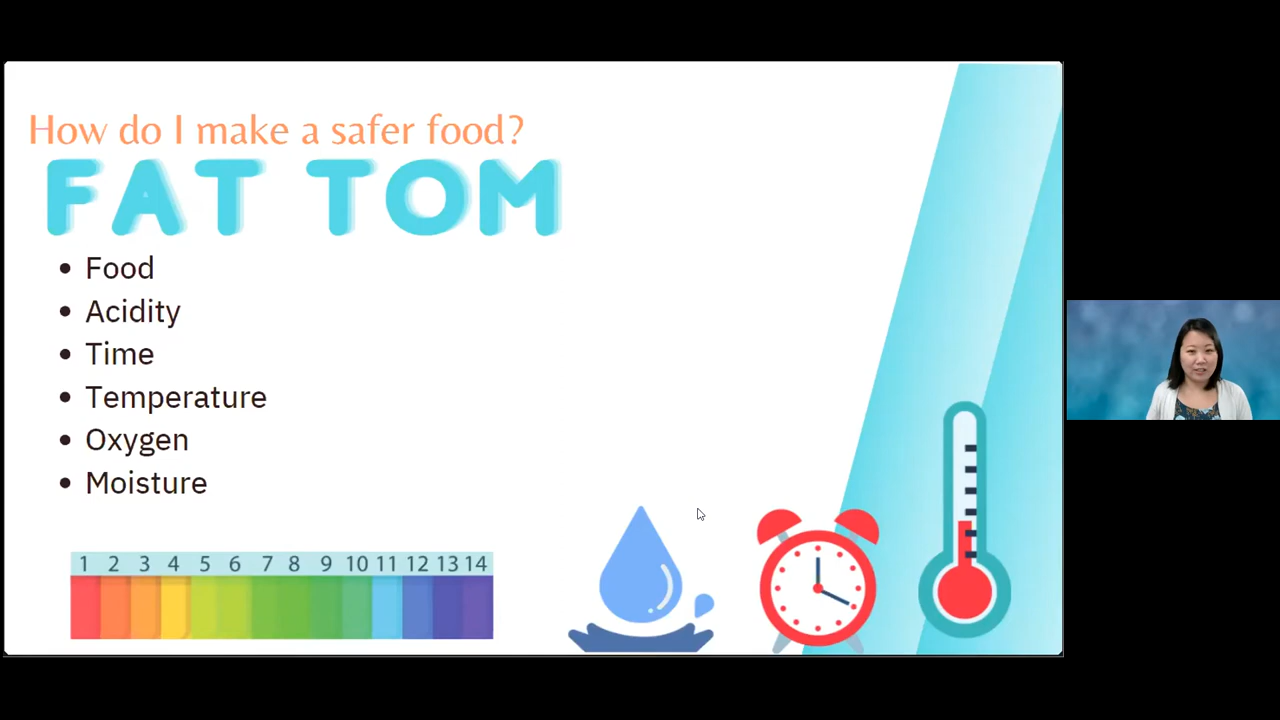 How do I make a safer food?
FAT TOM
• Food
• Acidity
• Time
• Temperature
• Oxygen
• Moisture
1 2 3 4 5 6 7 8 9 10 11 12 13 14